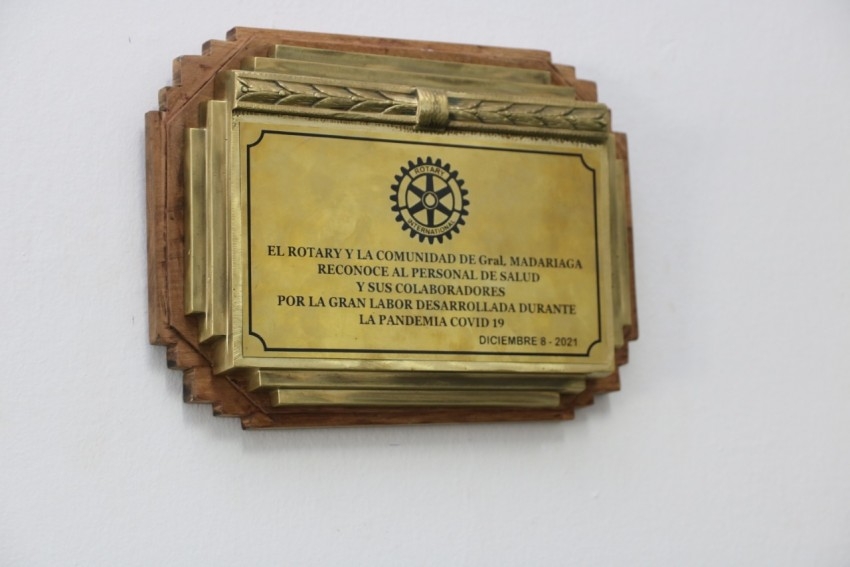 ROTARY
INTERNATIONAL
EL ROTARY Y LA COMUNIDAD DE Gral. MADARIAGA
RECONOCE AL PERSONAL DE SALUD
Y SUS COLABORADORES
POR LA GRAN LABOR DESARROLLADA DURANTE
LA PANDEMIA COVID 19
DICIEMBRE 8 - 2021